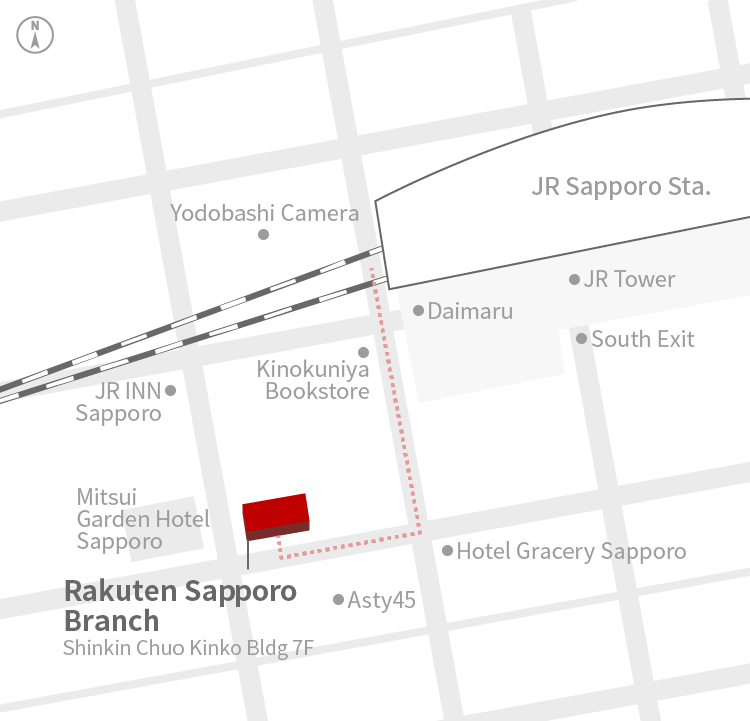 N
JR Sapporo Sta.
Yodobashi Camera
JR Tower
Daimaru
South Exit
Kinokuniya
Bookstore
JR INN
Sapporo
Mitsui
Garden Hotel
Sapporo
Hotel Gracery Sapporo
Rakuten Sapporo
Branch
Shinkin Chuo Kinko Bldg 7F
Asty45